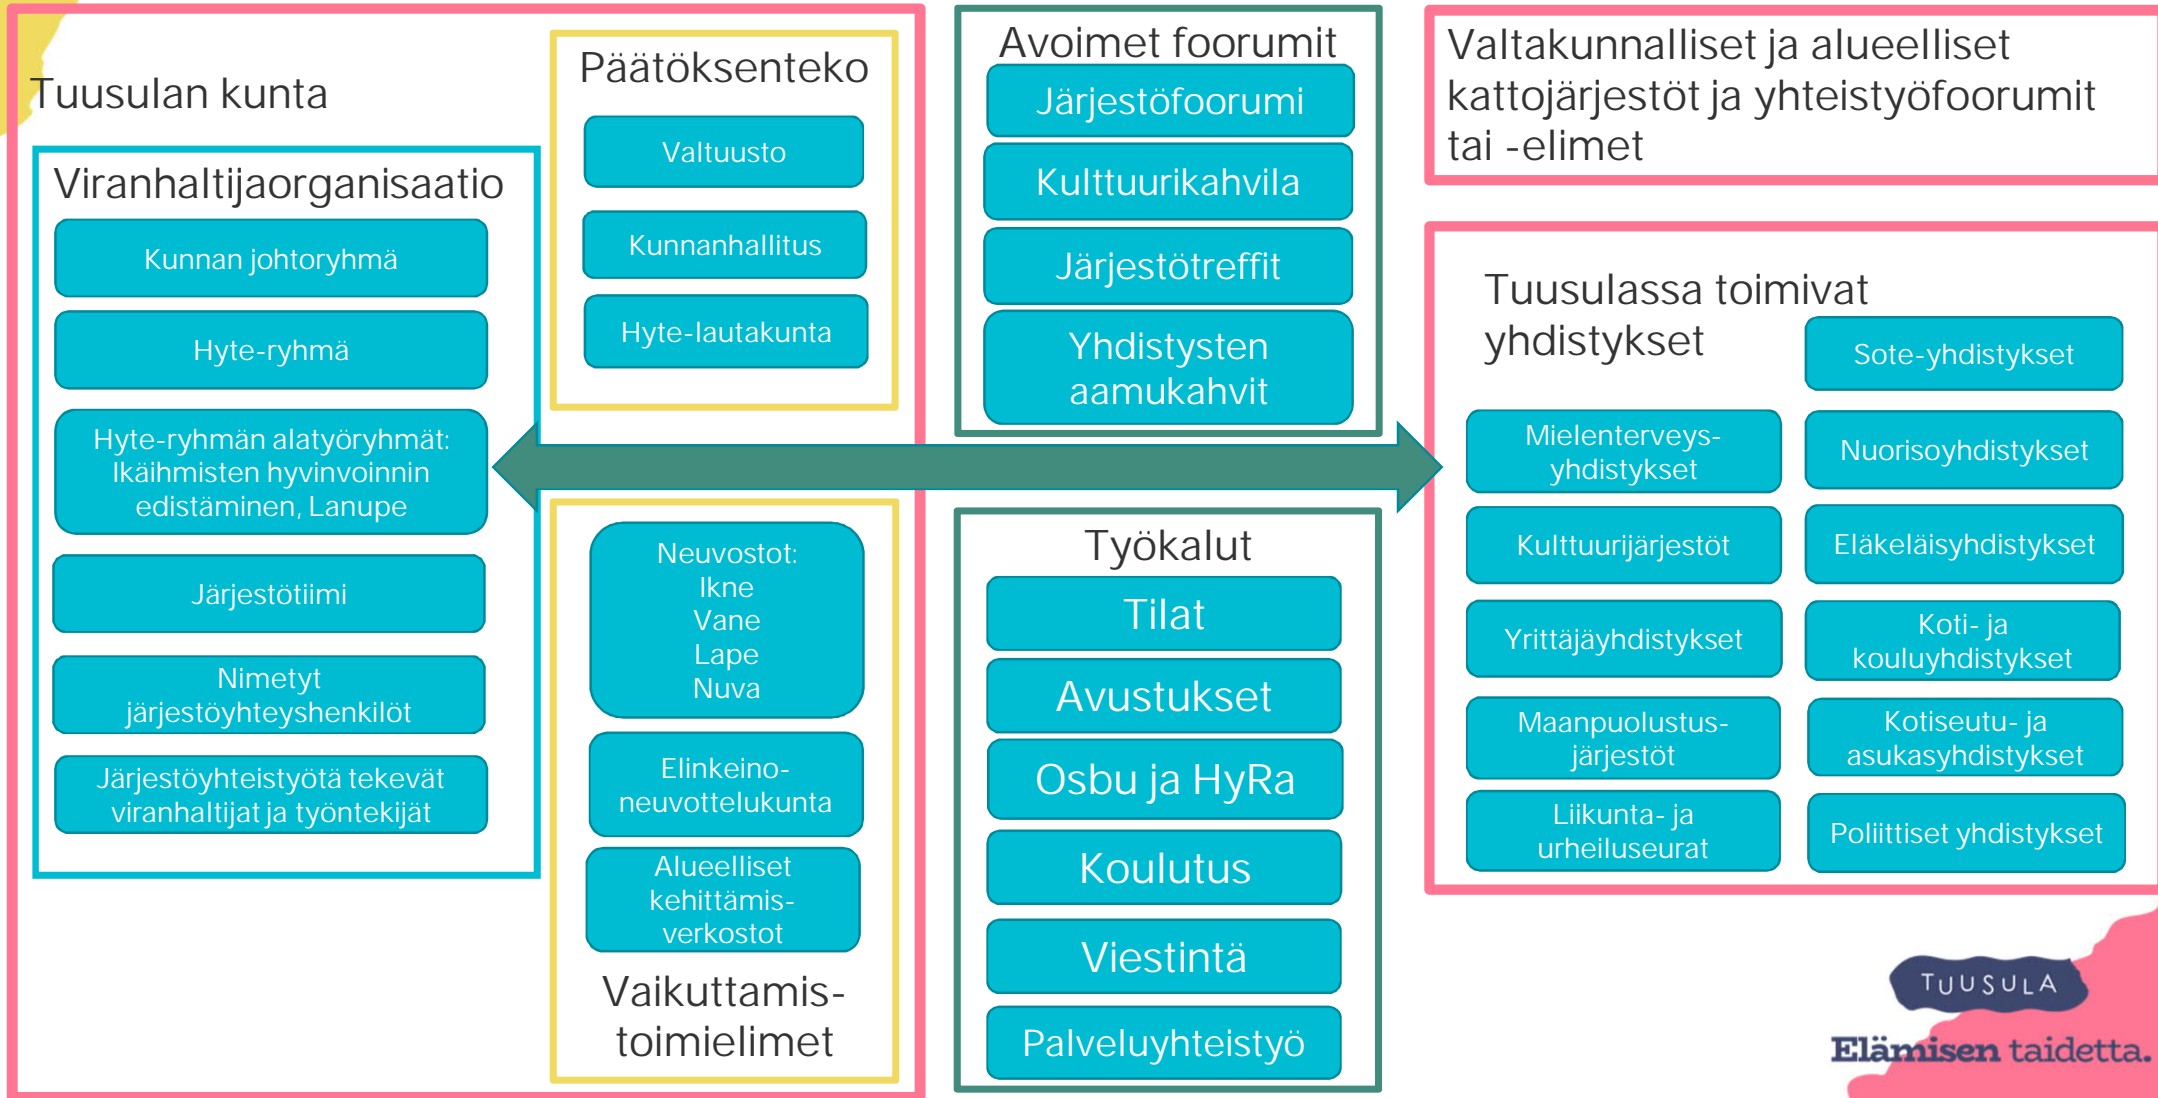 Tuusulan kunta
Viranhaltijaorganisaatio
Kunnan johtoryhmä
Hyte-ryhmä
Hyte-ryhmän alatyöryhmät:
Ikäihmisten hyvinvoinnin
edistäminen, Lanupe
Järjestötiimi
Nimetyt
järjestöyhteyshenkilöt
Järjestöyhteistyötä tekevät
viranhaltijat ja työntekijät
Päätöksenteko
Valtuusto
Kunnanhallitus
Hyte-lautakunta
Neuvostot:
Ikne
Vane
Lape
Nuva
Elinkeino-
neuvottelukunta
Alueelliset
kehittämis-
verkostot
Vaikuttamis-
toimielimet
Avoimet foorumit
Järjestöfoorumi
Kulttuurikahvila
Järjestötreffit
Yhdistysten
aamukahvit
Työkalut
Tilat
Avustukset
Osbu ja HyRa
Koulutus
Viestintä
Palveluyhteistyö
Valtakunnalliset ja alueelliset
kattojärjestöt ja yhteistyöfoorumit
tai -elimet
Tuusulassa toimivat
yhdistykset
Sote-yhdistykset
Mielenterveys-
yhdistykset
Nuorisoyhdistykset
Kulttuurijärjestöt
Eläkeläisyhdistykset
Yrittäjäyhdistykset
Koti- ja
kouluyhdistykset
Maanpuolustus-
järjestöt
Kotiseutu- ja
asukasyhdistykset
Liikunta- ja
urheiluseurat
Poliittiset yhdistykset
TUUSULA
Elämisen taidetta.